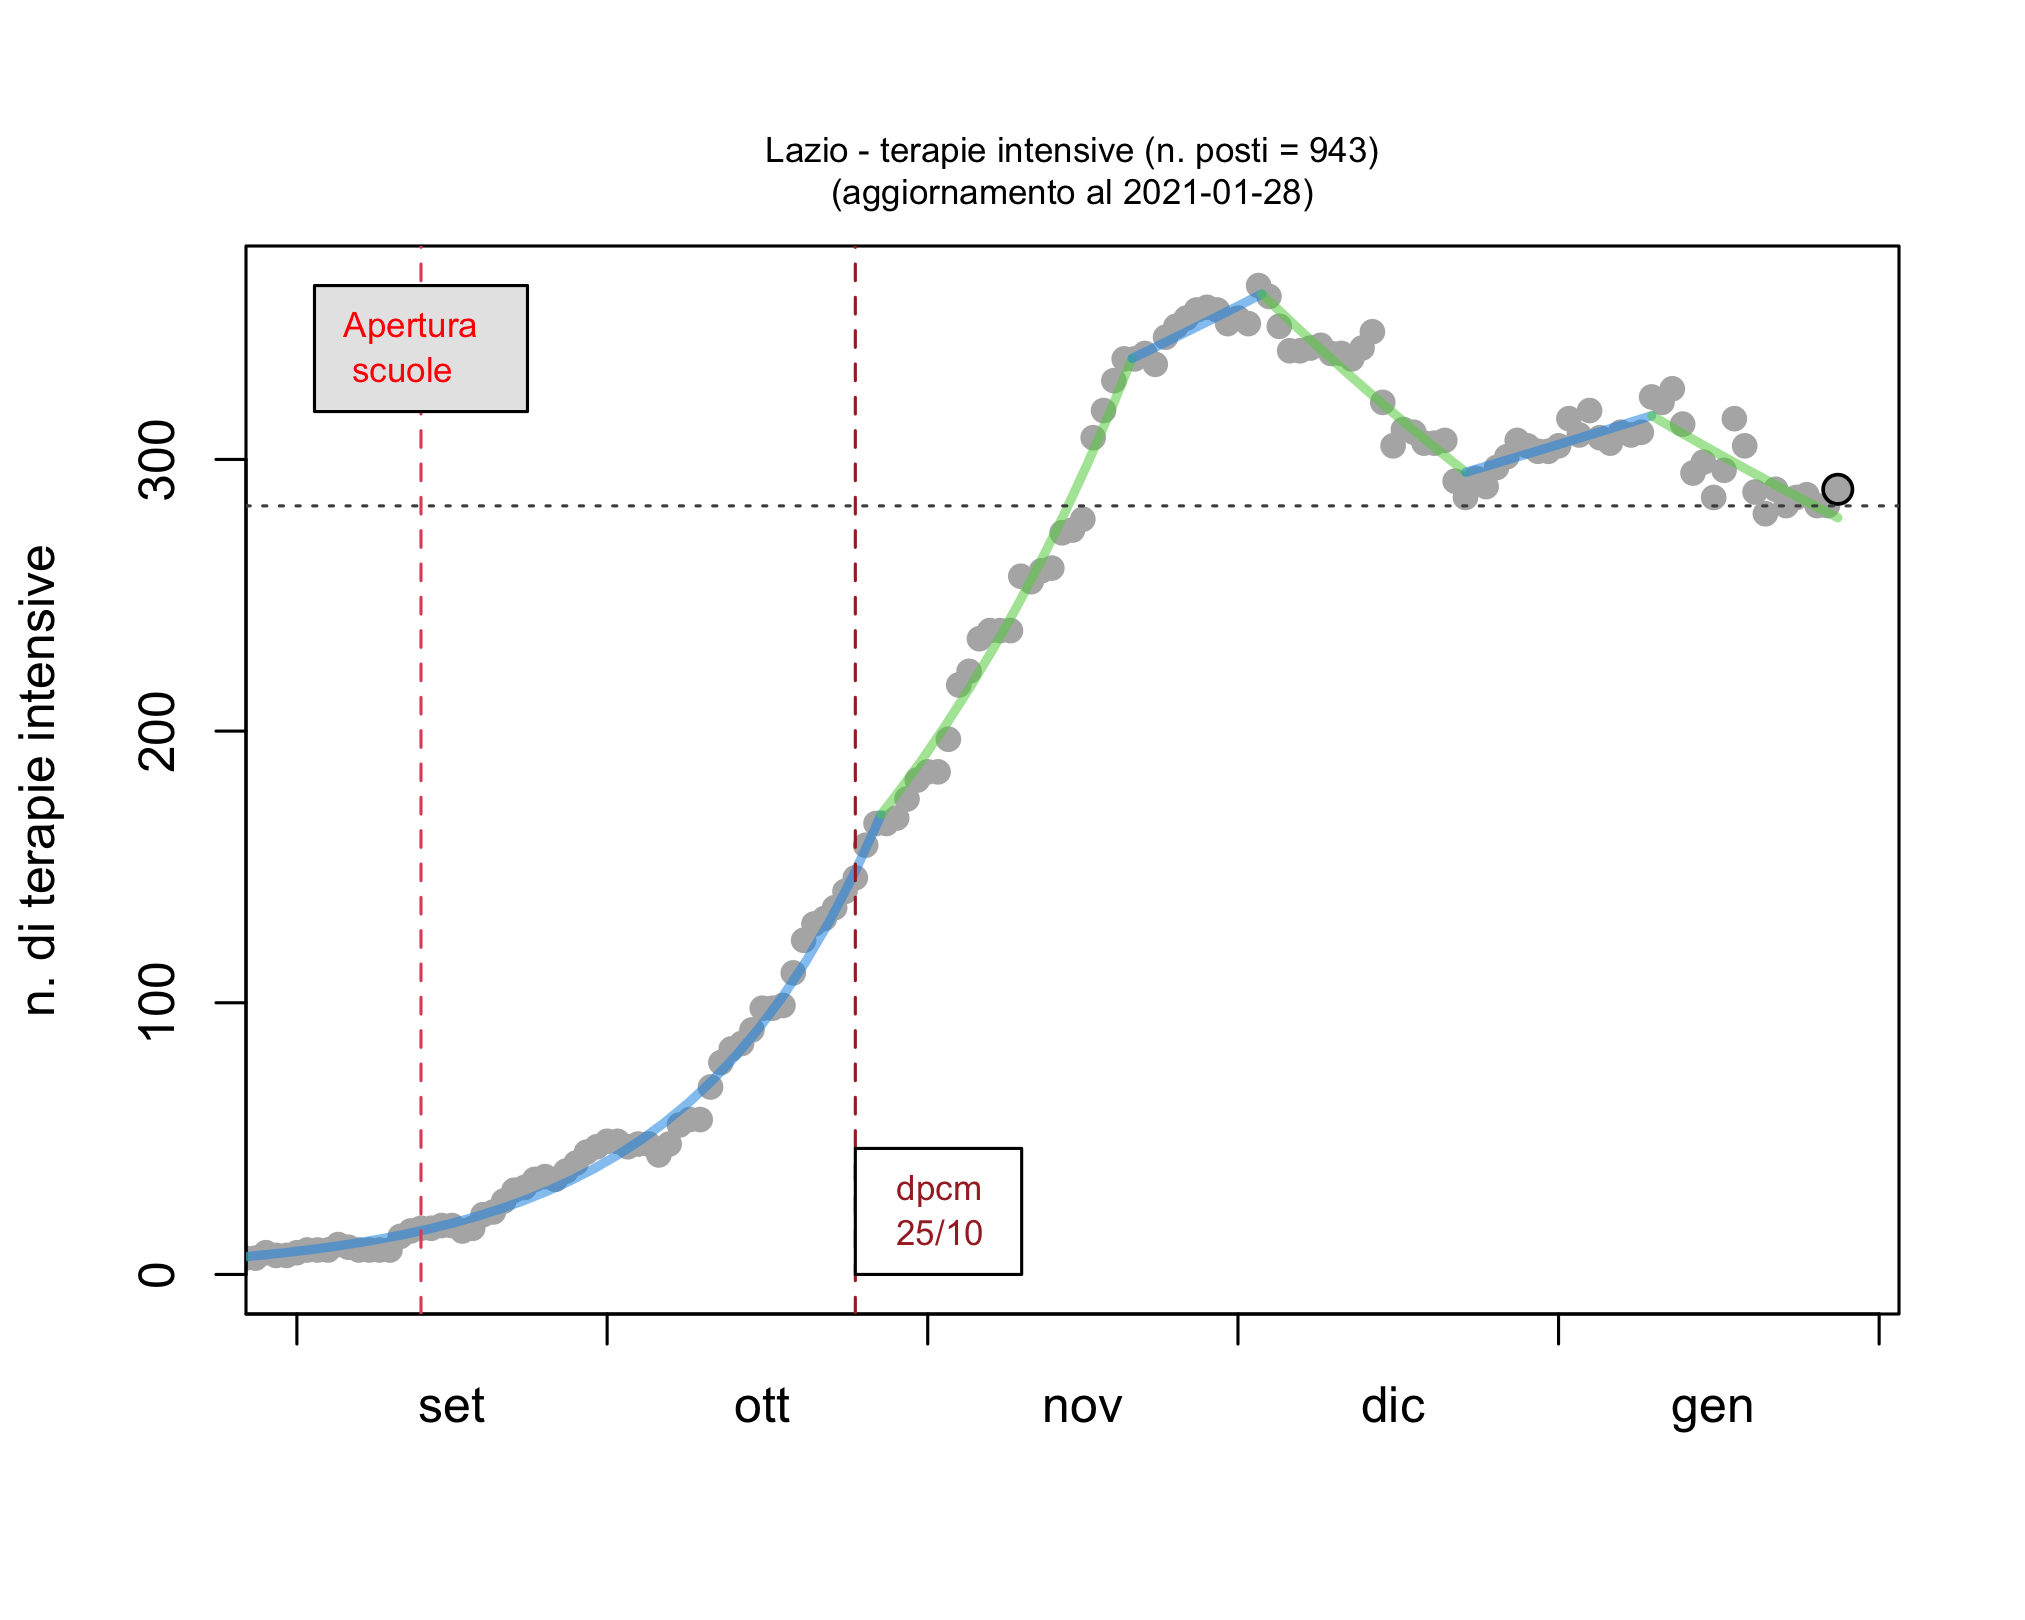 Lazio - terapie intensive (n. posti = 943)
(aggiornamento al 2021-01-28)
Apertura
scuole
n. di terapie intensive
300
200
100
0
dpcm
25/10
set
ott
nov
dic
gen